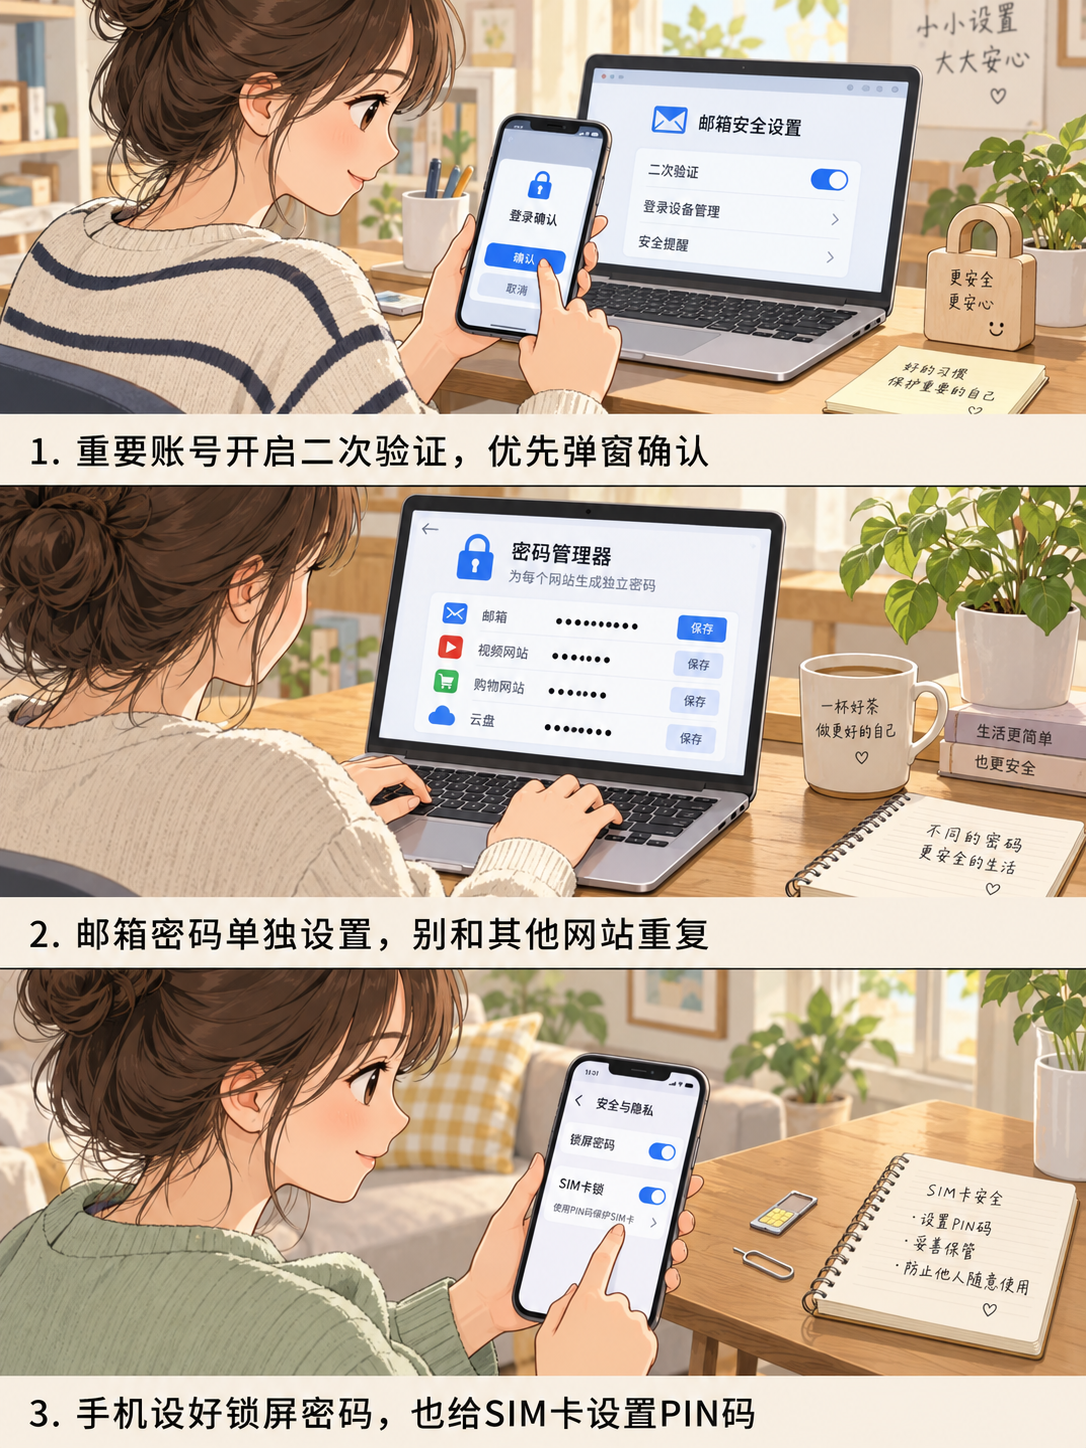 小小设置
大大安心
邮箱安全设置
二次验证
登录设备管理
安全提醒
登录确认
确认
取消
更安全
更安心
好的习惯
保护重要的自己
1. 重要账号开启二次验证，优先弹窗确认
密码管理器
为每个网站生成独立密码
邮箱 •••••••••• 保存
视频网站 ••••••• 保存
购物网站 ••••••• 保存
云盘 •••••••• 保存
一杯好茶
做更好的自己
生活更简单
也更安全
不同的密码
更安全的生活
2. 邮箱密码单独设置，别和其他网站重复
安全与隐私
锁屏密码
SIM卡锁
使用PIN码保护SIM卡
SIM卡安全
·设置PIN码
·妥善保管
·防止他人随意使用
3. 手机设好锁屏密码，也给SIM卡设置PIN码